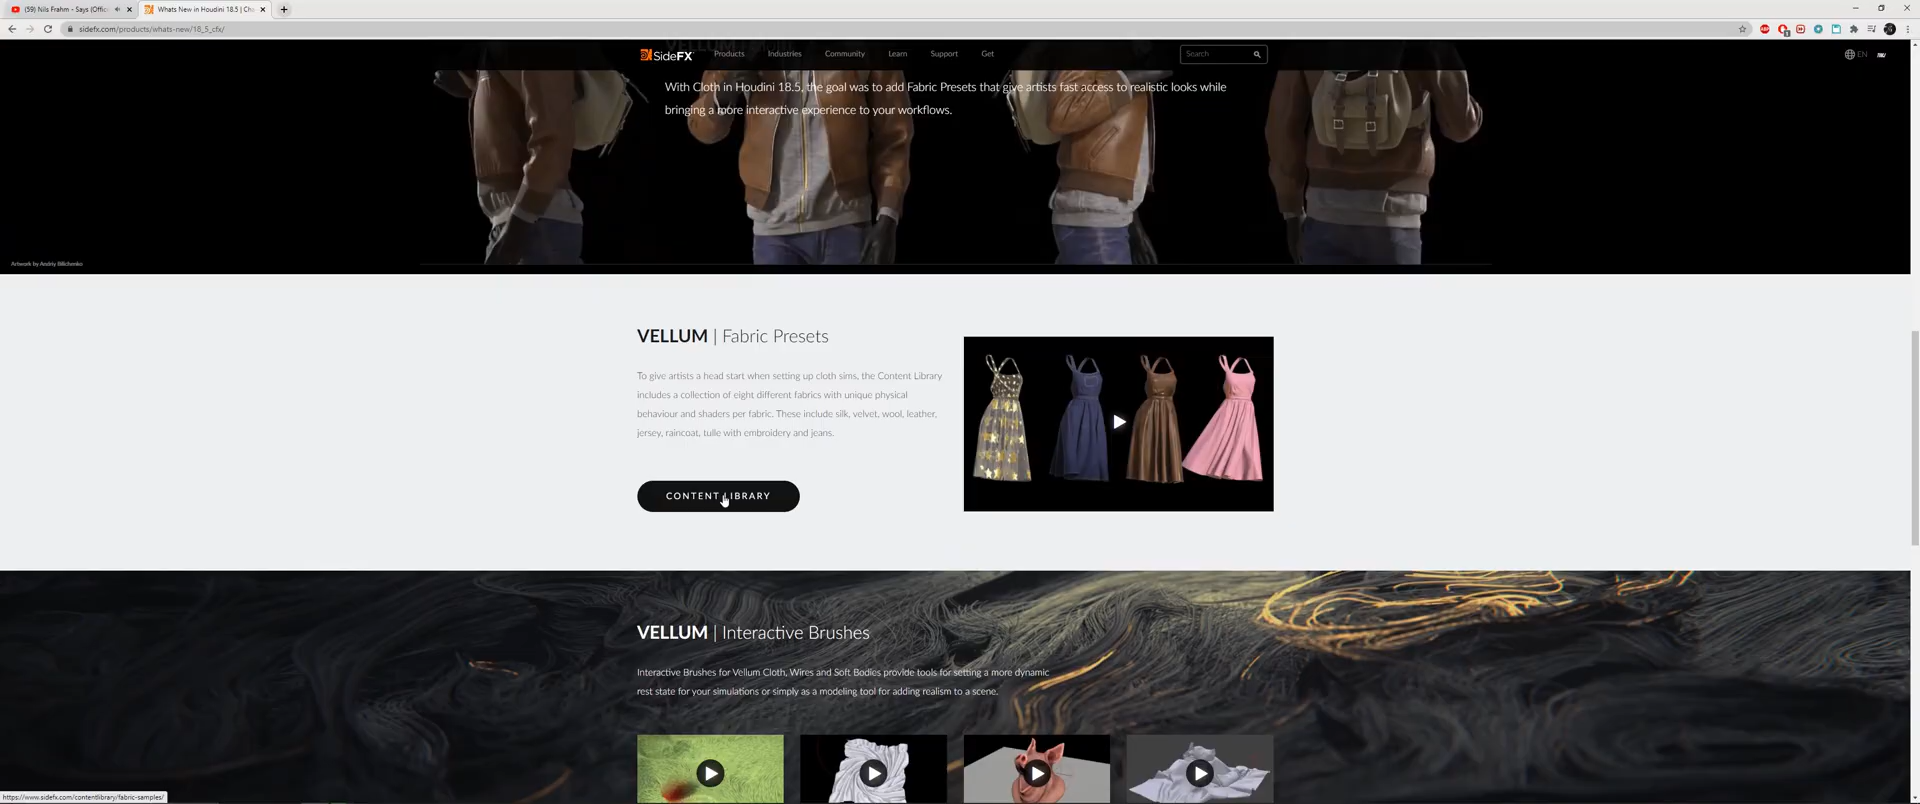 (59) Nils Frahm - Says (Offic
Whats New in Houdini 18.5 | Ch
sidefx.com/products/whats-new/18_5_cfx/
SideFX
Products
Industries
Community
Learn
Support
Get
Search
EN
With Cloth in Houdini 18.5, the goal was to add Fabric Presets that give artists fast access to realistic looks while
bringing a more interactive experience to your workflows.
Artwork by Andriy Bilichenko
VELLUM | Fabric Presets
To give artists a head start when setting up cloth sims, the Content Library
includes a collection of eight different fabrics with unique physical
behaviour and shaders per fabric. These include silk, velvet, wool, leather,
jersey, raincoat, tulle with embroidery and jeans.
CONTENT LIBRARY
VELLUM | Interactive Brushes
Interactive Brushes for Vellum Cloth, Wires and Soft Bodies provide tools for setting a more dynamic
rest state for your simulations or simply as a modeling tool for adding realism to a scene.
https://www.sidefx.com/contentlibrary/fabric-samples/